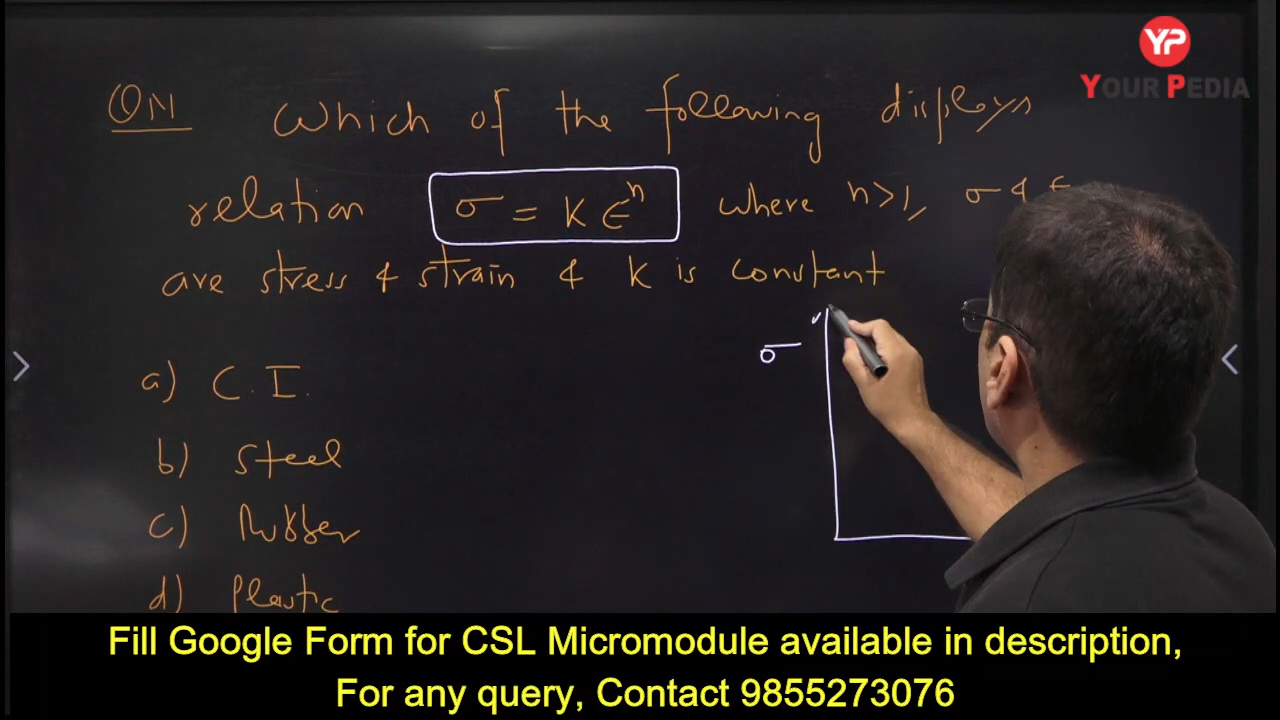 YP
YOUR PEDIA
QN Which of the following displays
relation σ = K ϵⁿ where n>1, σ & ϵ
are stress & strain & K is constant
σ
a) C.I.
b) Steel
c) Rubber
d) Plastic
Fill Google Form for CSL Micromodule available in description,
For any query, Contact 9855273076